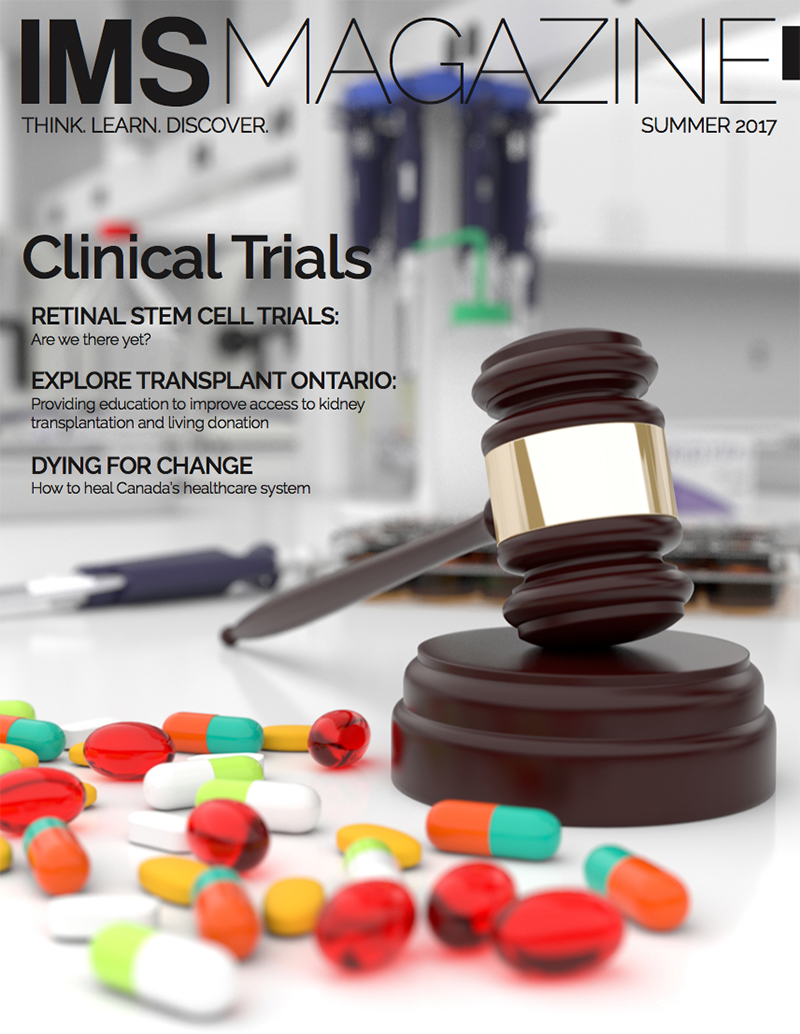 IMS MAGAZINE
THINK. LEARN. DISCOVER.
SUMMER 2017
Clinical Trials
RETINAL STEM CELL TRIALS:
Are we there yet?
EXPLORE TRANSPLANT ONTARIO:
Providing education to improve access to kidney
transplantation and living donation
DYING FOR CHANGE
How to heal Canada's healthcare system